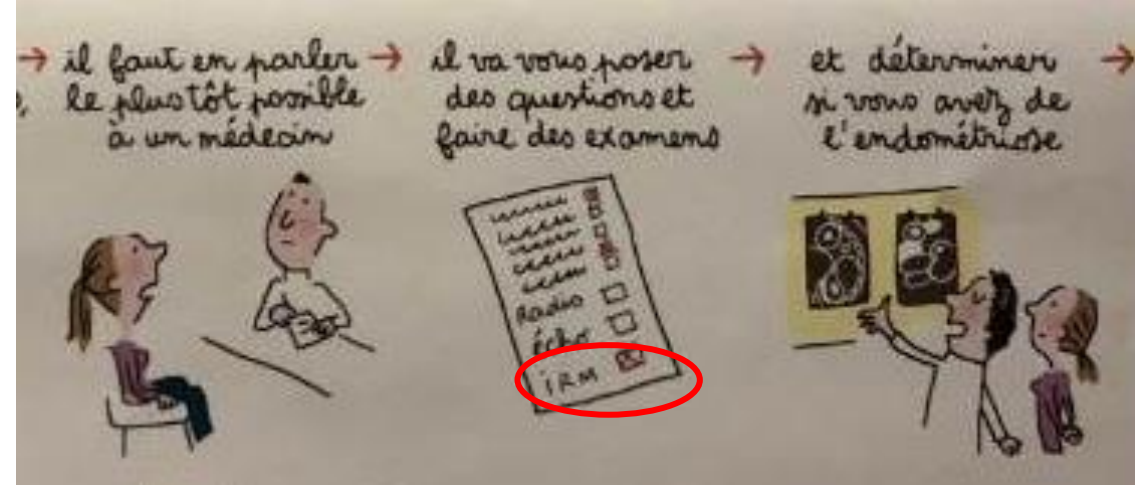 → il faut en parler →
, le plus tôt possible
à un médecin
il va vous poser →
des questions et
faire des examens
et déterminer →
si vous avez de
l'endométriose
Radio
écho
iRM